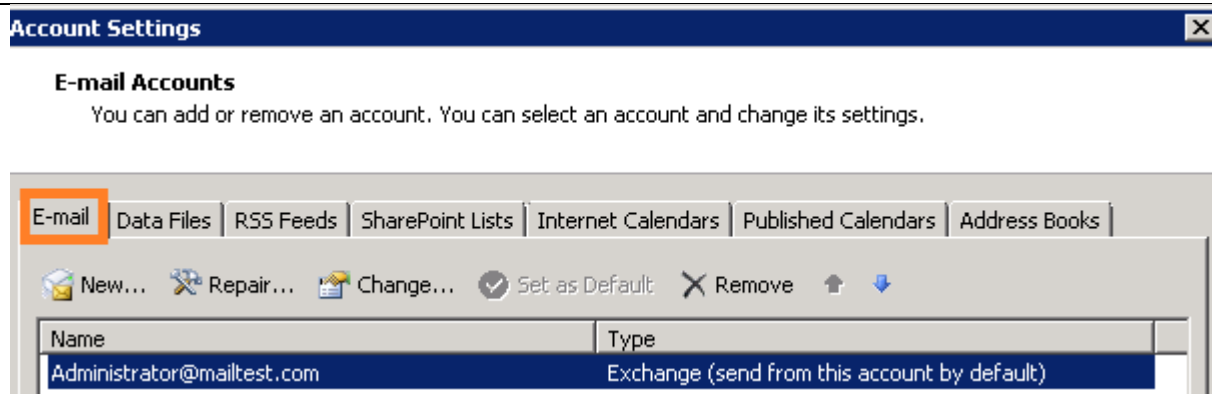 Account Settings
E-mail Accounts
You can add or remove an account. You can select an account and change its settings.
E-mail Data Files RSS Feeds SharePoint Lists Internet Calendars Published Calendars Address Books
New... Repair... Change... Set as Default Remove
Name Type
Administrator@mailtest.com Exchange (send from this account by default)